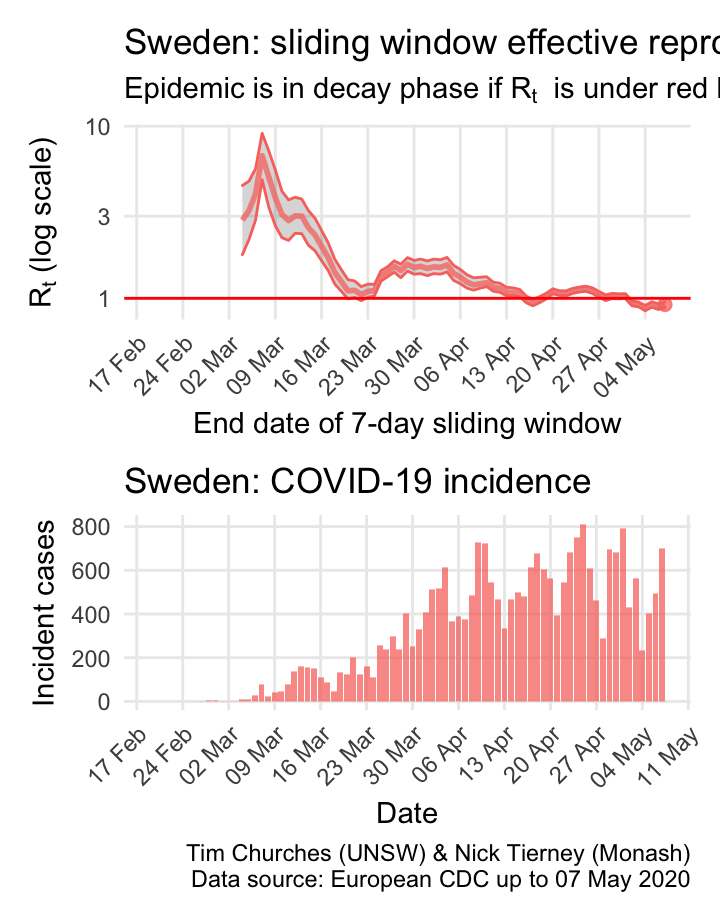 Sweden: sliding window effective repro
Epidemic is in decay phase if Rt is under red
Rt (log scale)
10
3
1
17 Feb
24 Feb
02 Mar
09 Mar
16 Mar
23 Mar
30 Mar
06 Apr
13 Apr
20 Apr
27 Apr
04 May
End date of 7-day sliding window
Sweden: COVID-19 incidence
Incident cases
800
600
400
200
0
17 Feb
24 Feb
02 Mar
09 Mar
16 Mar
23 Mar
30 Mar
06 Apr
13 Apr
20 Apr
27 Apr
04 May
11 May
Date
Tim Churches (UNSW) & Nick Tierney (Monash)
Data source: European CDC up to 07 May 2020